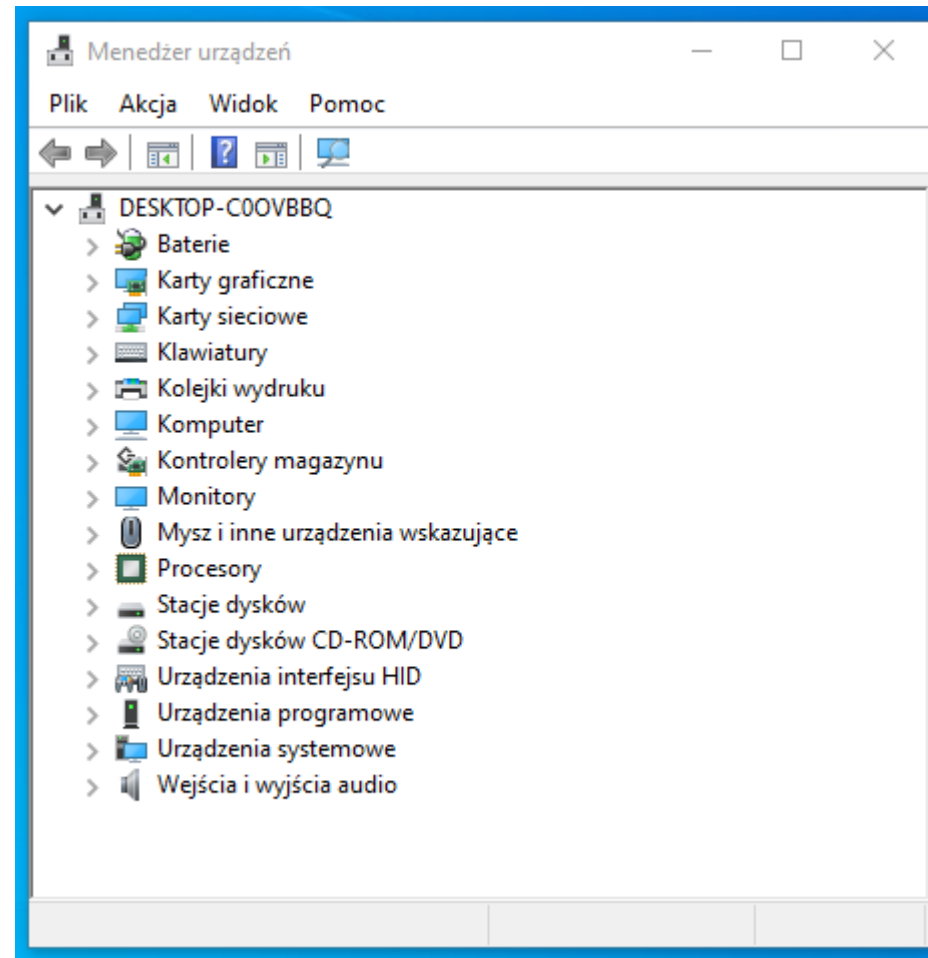 Menedżer urządzeń
Plik Akcja Widok Pomoc
DESKTOP-C0OVBBQ
Baterie
Karty graficzne
Karty sieciowe
Klawiatury
Kolejki wydruku
Komputer
Kontrolery magazynu
Monitory
Mysz i inne urządzenia wskazujące
Procesory
Stacje dysków
Stacje dysków CD-ROM/DVD
Urządzenia interfejsu HID
Urządzenia programowe
Urządzenia systemowe
Wejścia i wyjścia audio